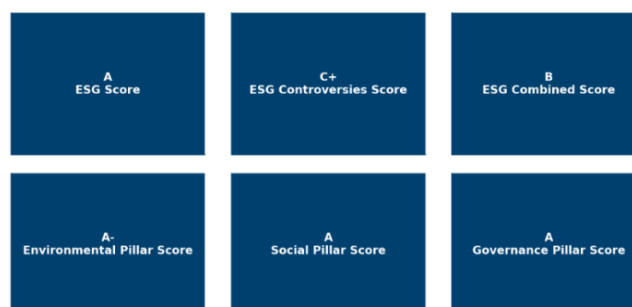 A
ESG Score
C+
ESG Controversies Score
B
ESG Combined Score
A-
Environmental Pillar Score
A
Social Pillar Score
A
Governance Pillar Score